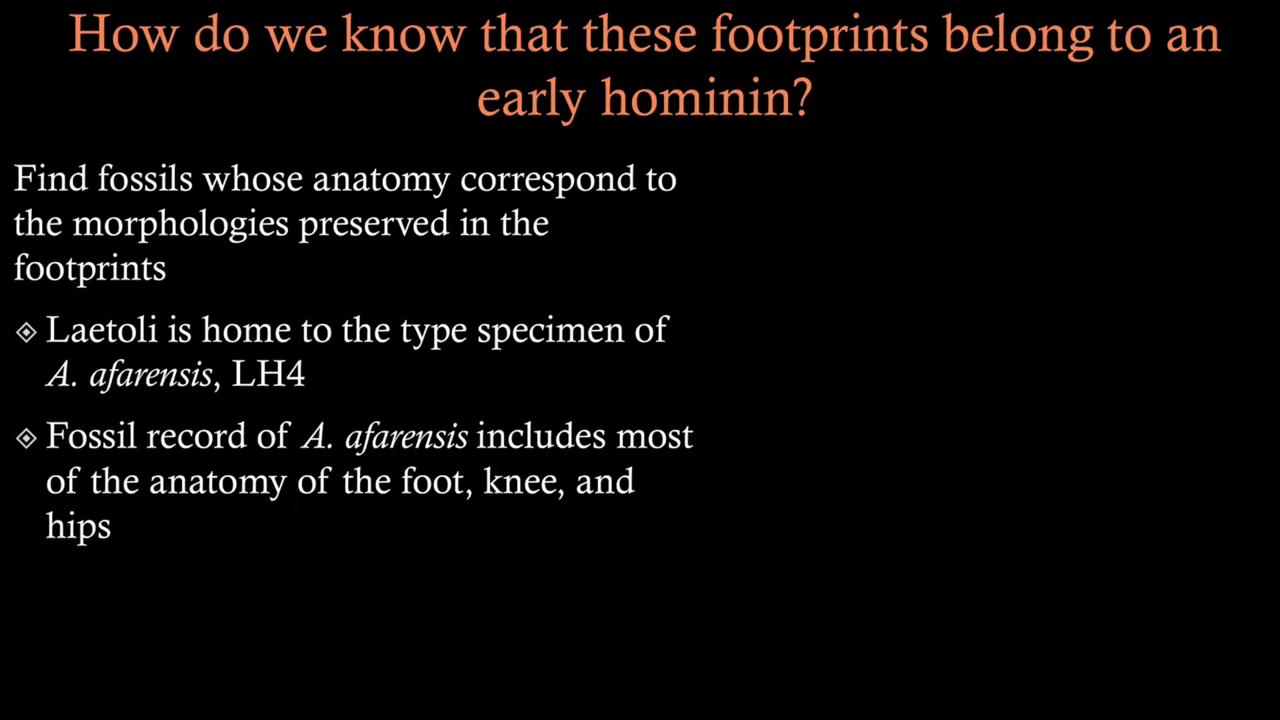 How do we know that these footprints belong to an
early hominin?
Find fossils whose anatomy correspond to
the morphologies preserved in the
footprints
Laetoli is home to the type specimen of
A. afarensis, LH4
Fossil record of A. afarensis includes most
of the anatomy of the foot, knee, and
hips